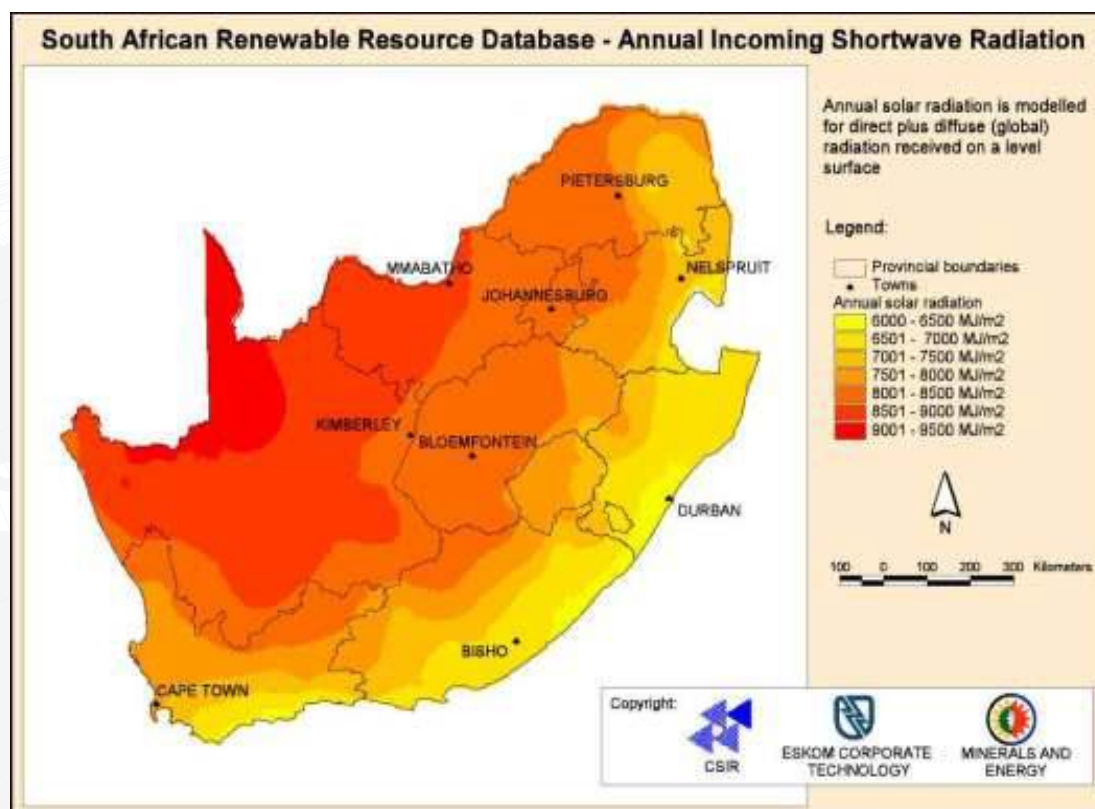 South African Renewable Resource Database - Annual Incoming Shortwave Radiation
Annual solar radiation is modelled
for direct plus diffuse (global)
radiation received on a level
surface
PIETERSBURG
Legend:
MMABATHO
NELSPRUIT
Provincial boundaries
JOHANNESBURG
Towns
Annual solar radiation
6000 - 6500 MJ/m2
6501 - 7000 MJ/m2
7001 - 7500 MJ/m2
7501 - 8000 MJ/m2
8001 - 8500 MJ/m2
8501 - 9000 MJ/m2
9001 - 9500 MJ/m2
KIMBERLEY
BLOEMFONTEIN
DURBAN
N
100 0 100 200 300 Kilometers
BISHO
CAPE TOWN
Copyright:
CSIR
ESKOM CORPORATE
TECHNOLOGY
MINERALS AND
ENERGY